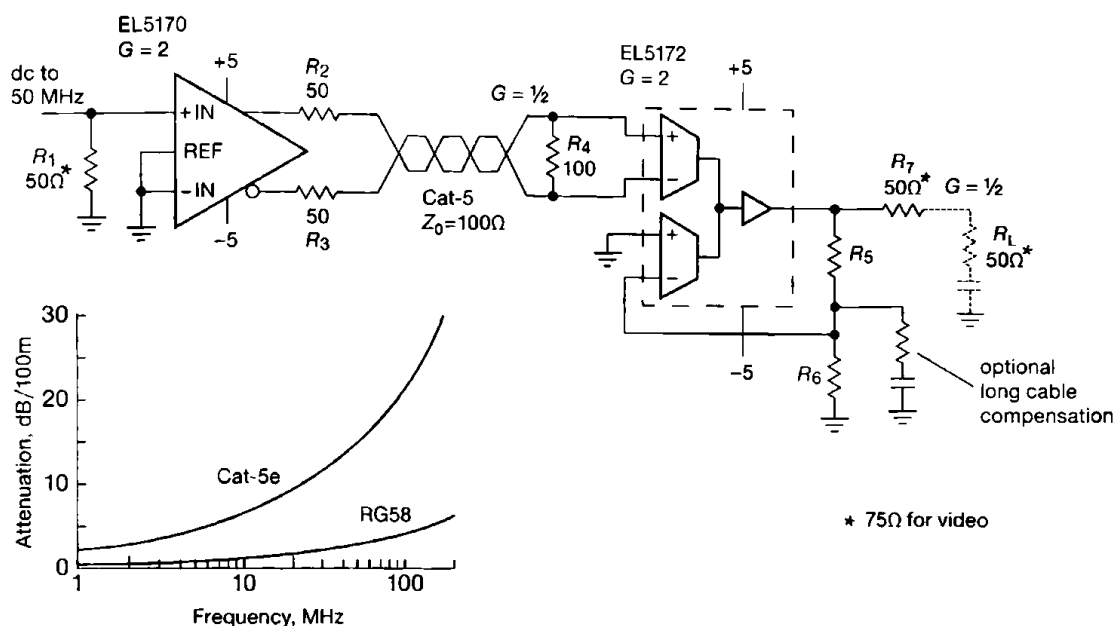 EL5170
G = 2
dc to
50 MHz
R1
50Ω*
+5
+IN
REF
-IN
-5
R2
50
50
R3
Cat-5
Z0=100Ω
G = ½
R4
100
EL5172
G = 2
+5
+
-
+
-
-5
R5
R6
R7
50Ω*
G = ½
RL
50Ω*
optional
long cable
compensation
* 75Ω for video
Attenuation, dB/100m
30
20
10
0
Cat-5e
RG58
1
10
100
Frequency, MHz